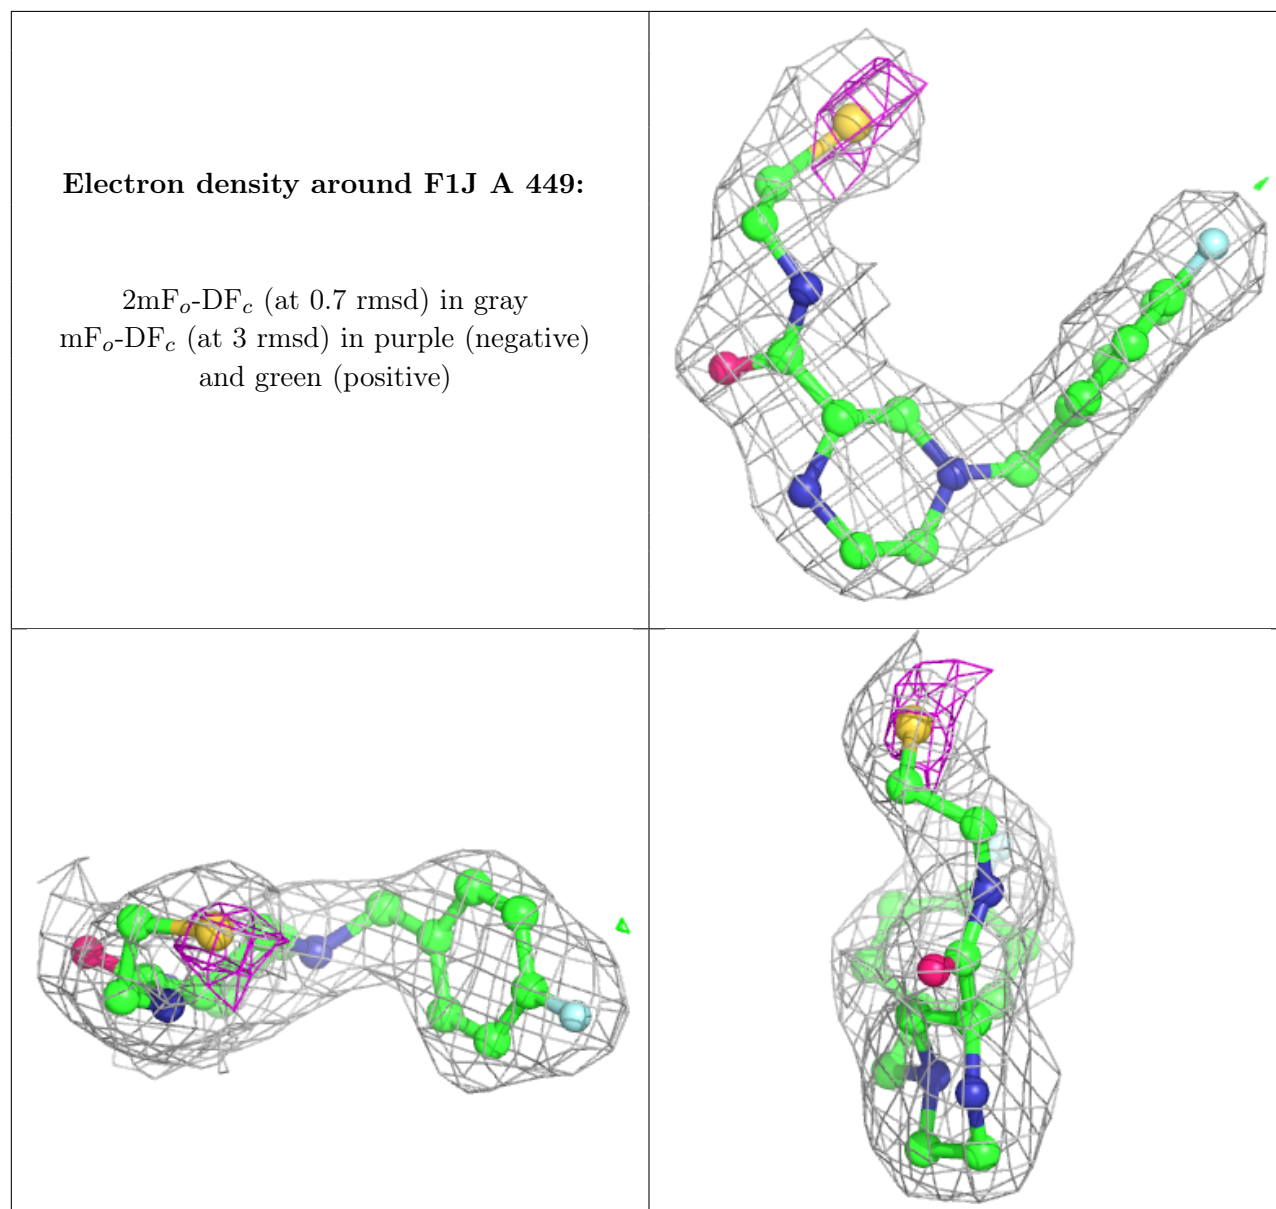 Electron density around F1J A 449:
2mFo-DFc (at 0.7 rmsd) in gray
mFo-DFc (at 3 rmsd) in purple (negative)
and green (positive)